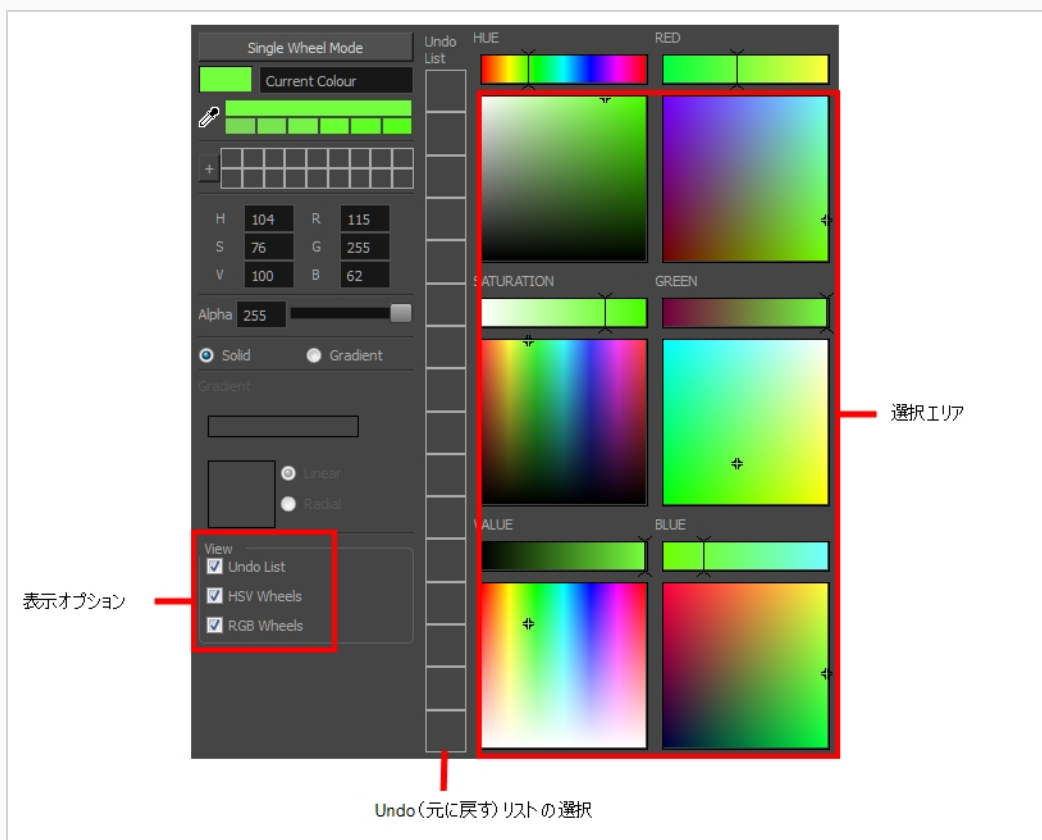 Single Wheel Mode
Current Colour
+
H 104 R 115
S 76 G 255
V 100 B 62
Alpha 255
Solid Gradient
Gradient
Linear
Radial
View
Undo List
HSV Wheels
RGB Wheels
Undo
List
HUE RED
SATURATION GREEN
VALUE BLUE
選択エリア
表示オプション
Undo(元に戻す)リストの選択